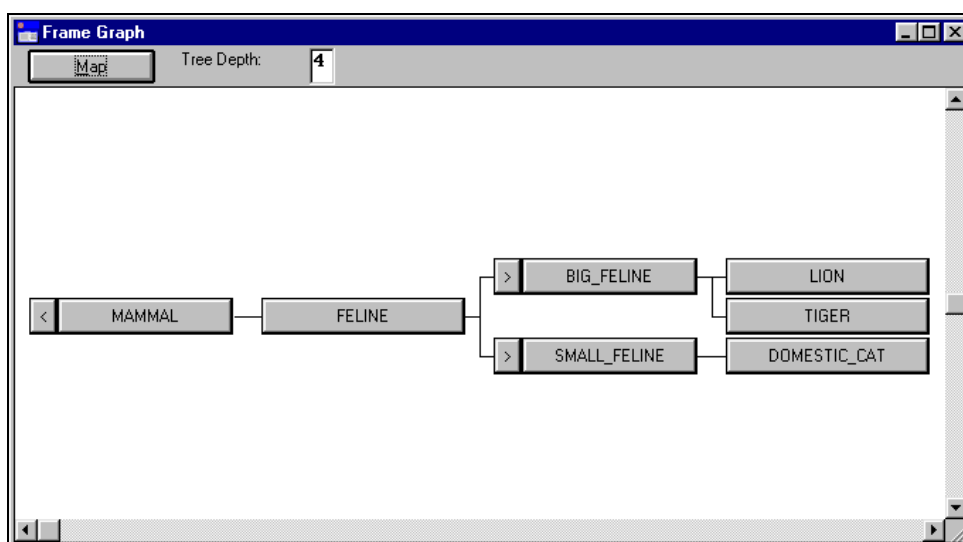 Frame Graph
Map Tree Depth: 4
> BIG_FELINE LION
< MAMMAL FELINE TIGER
> SMALL_FELINE DOMESTIC_CAT